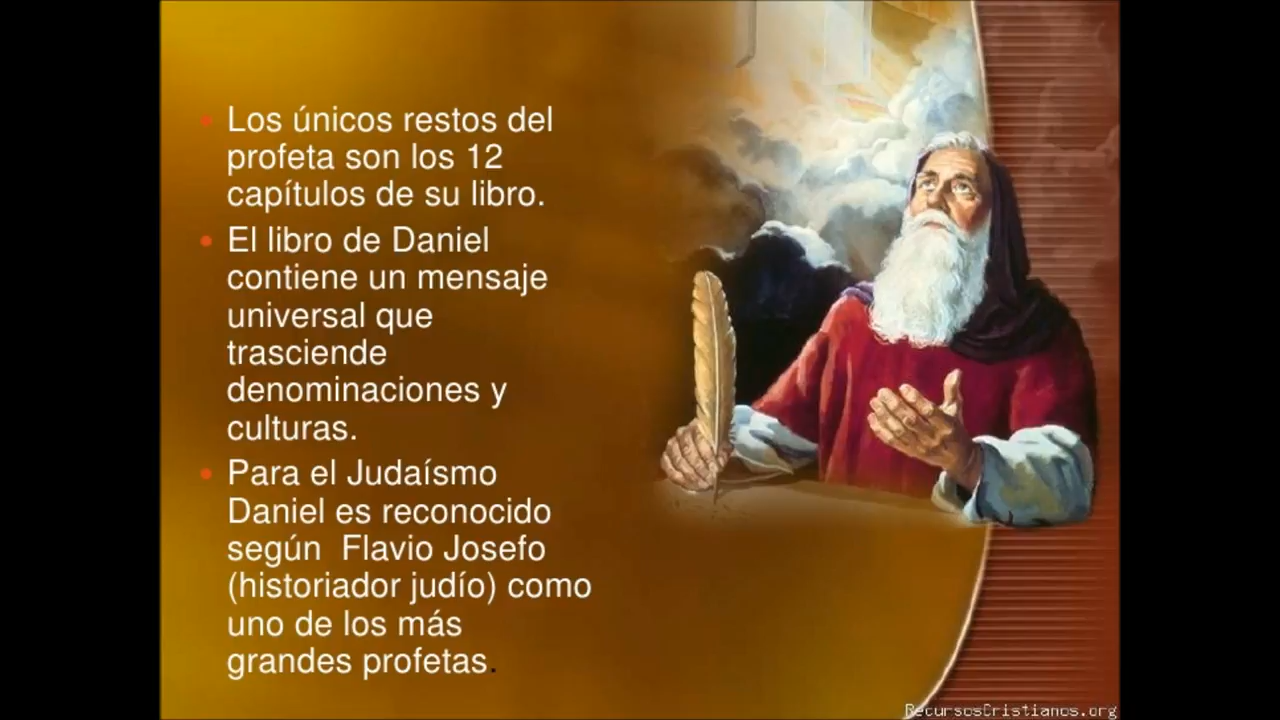 Los únicos restos del
profeta son los 12
capítulos de su libro.
El libro de Daniel
contiene un mensaje
universal que
trasciende
denominaciones y
culturas.
Para el Judaísmo
Daniel es reconocido
según  Flavio Josefo
(historiador judío) como
uno de los más
grandes profetas.
RecursosCristianos.org